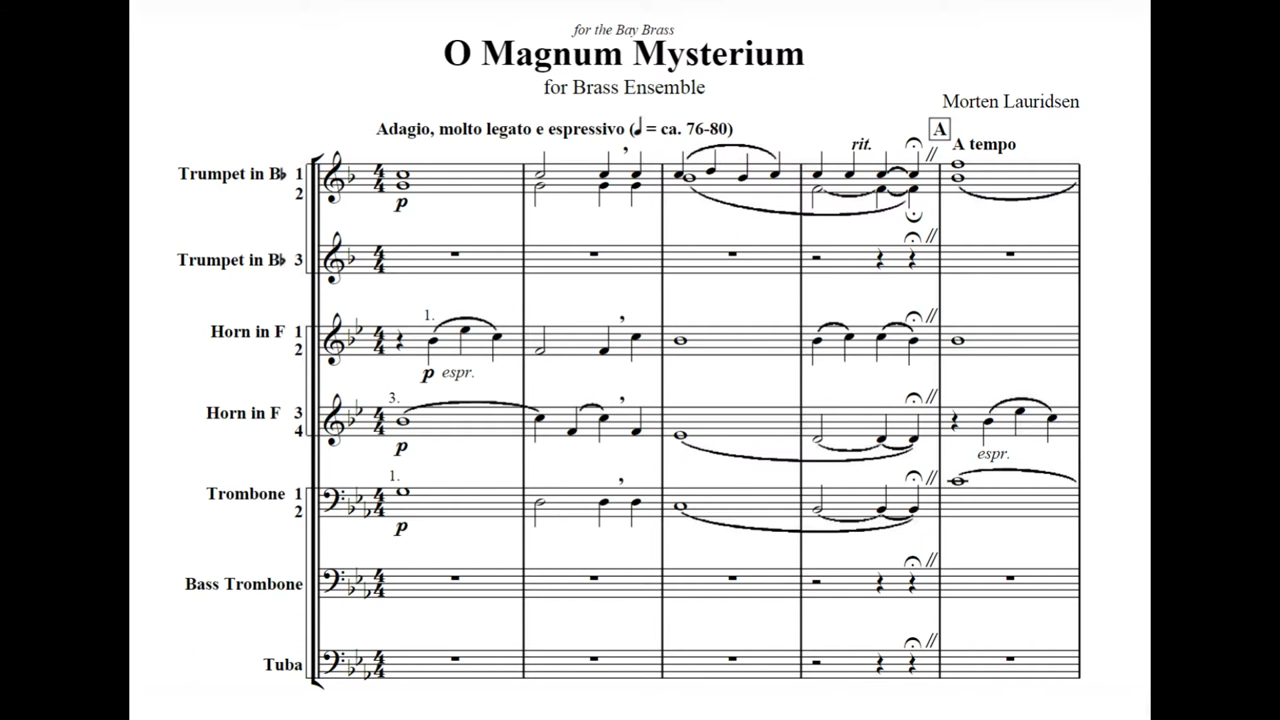 for the Bay Brass
O Magnum Mysterium
for Brass Ensemble
Morten Lauridsen
Adagio, molto legato e espressivo (♩ = ca. 76-80)
rit.
A
A tempo
Trumpet in B♭ 1
2
p
Trumpet in B♭ 3
Horn in F 1
2
1.
p espr.
Horn in F 3
4
3.
p
espr.
Trombone 1
2
1.
p
Bass Trombone
Tuba